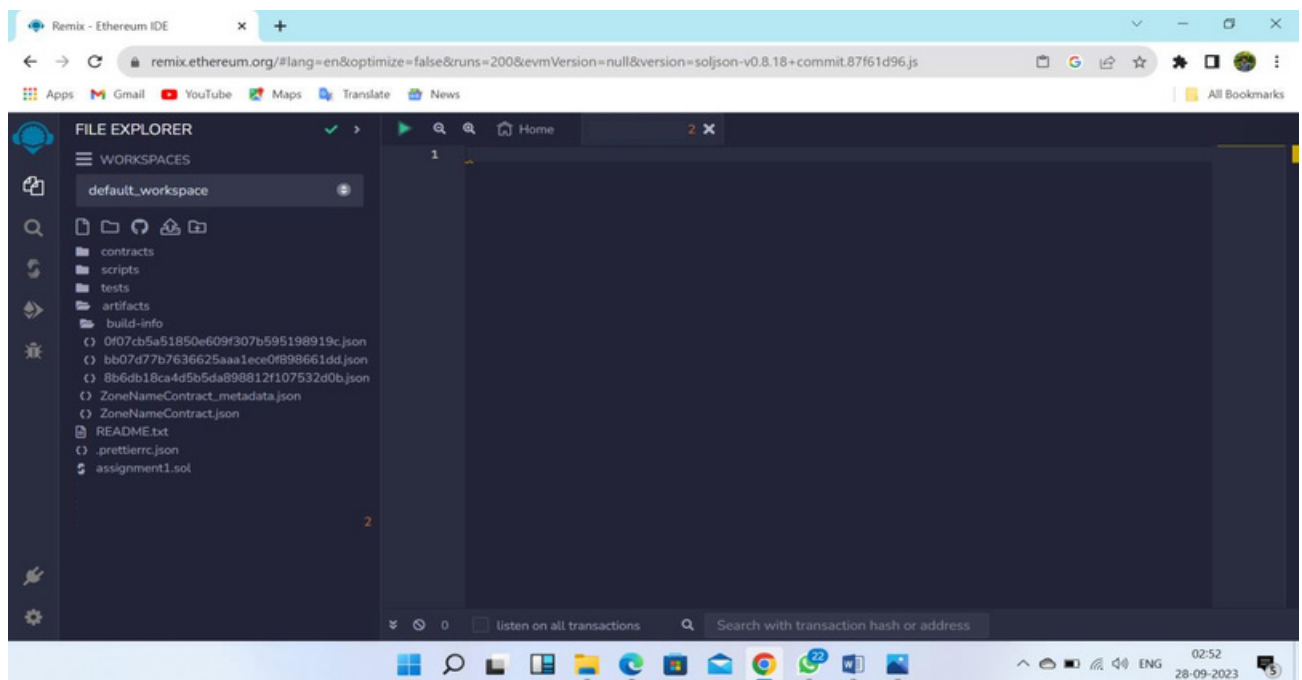 Remix - Ethereum IDE
remix.ethereum.org/#lang=en&optimize=false&runs=200&evmVersion=null&version=soljson-v0.8.18+commit.87f61d96.js
Apps Gmail YouTube Maps Translate News All Bookmarks
FILE EXPLORER
WORKSPACES
default_workspace
contracts
scripts
tests
artifacts
build-info
0f07cb5a51850e609f307b595198919c.json
bb07d77b7636625aaa1ece0f898661dd.json
8b6db18ca4d5b5da898812f107532d0b.json
ZoneNameContract_metadata.json
ZoneNameContract.json
README.txt
.prettierrc.json
assignment1.sol
2
Home 2
1
0 listen on all transactions Search with transaction hash or address
22
ENG
02:52
28-09-2023
5